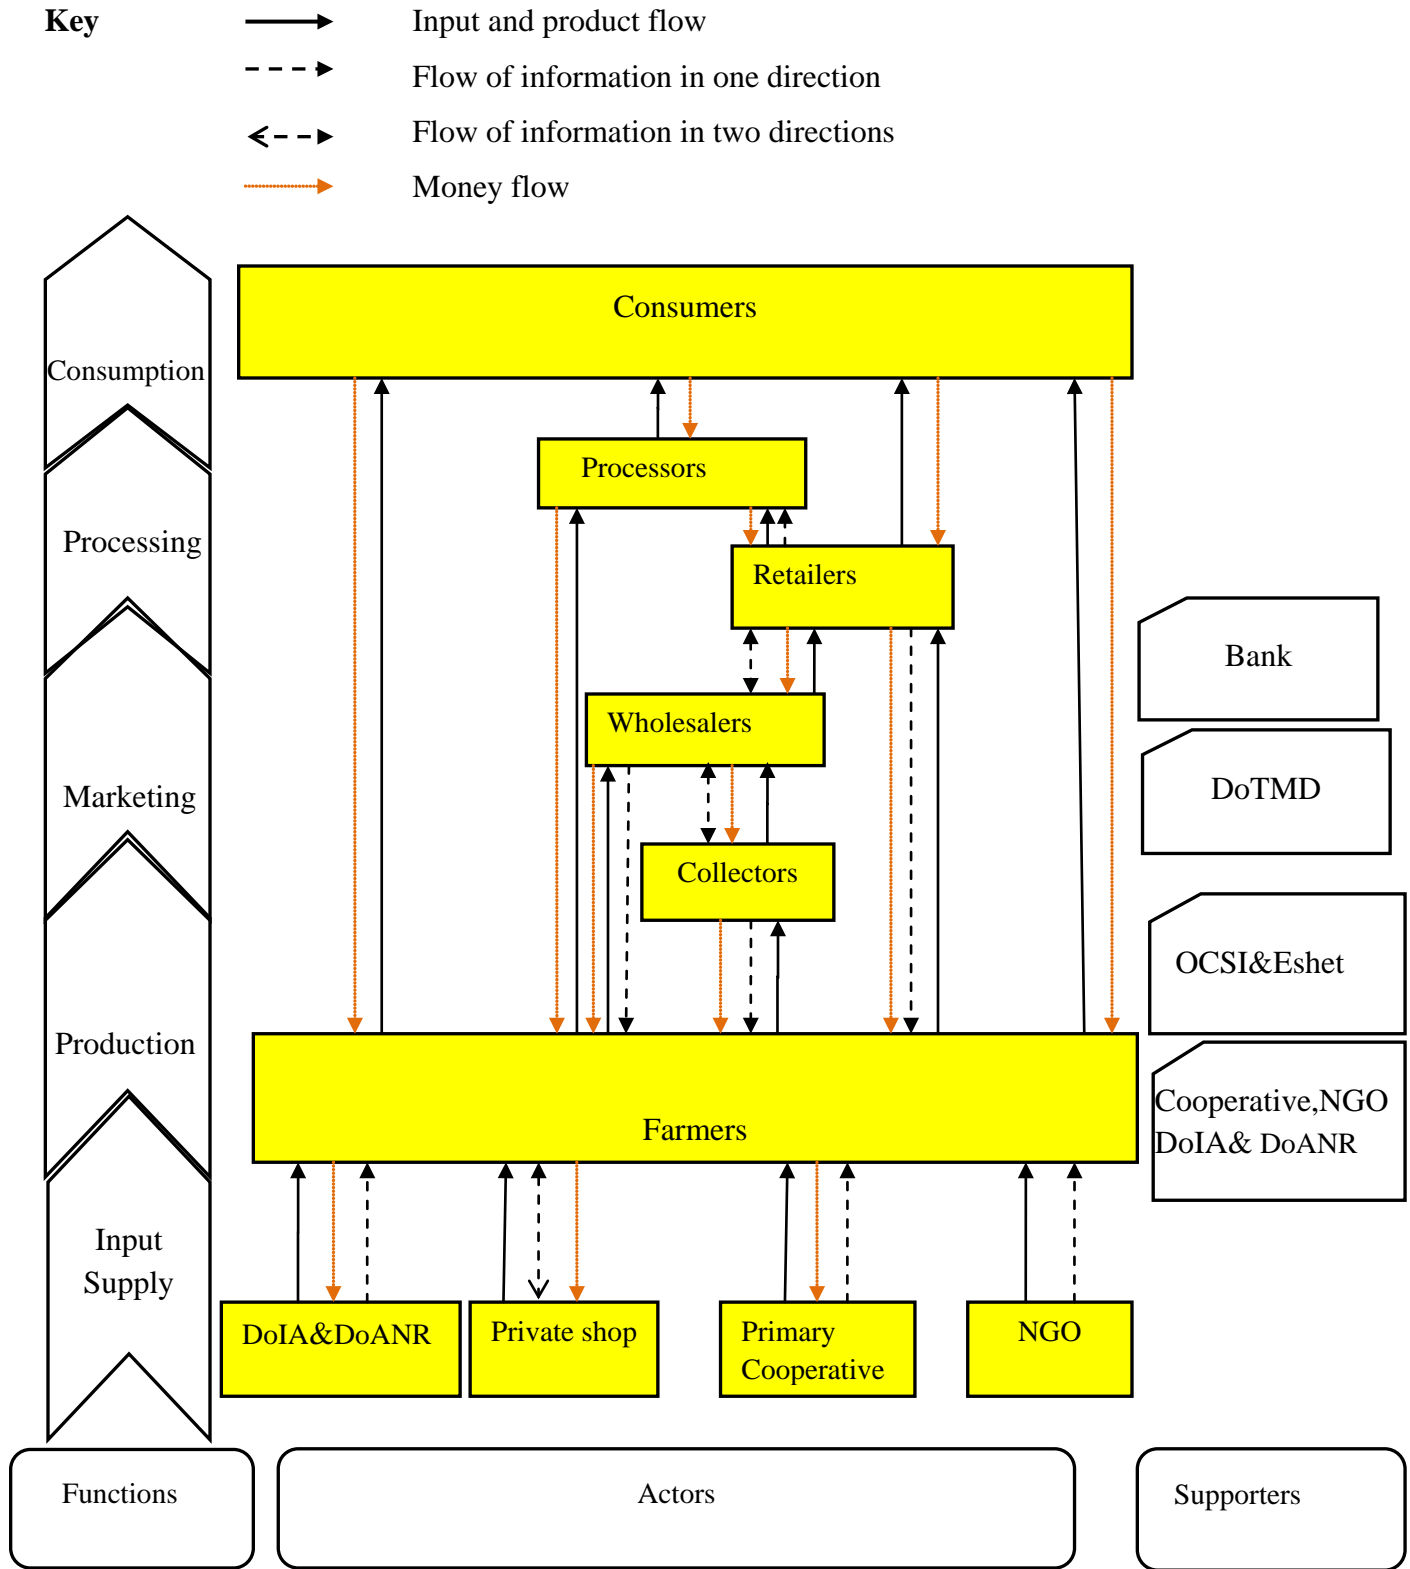 Key
Input and product flow
Flow of information in one direction
Flow of information in two directions
Money flow
Consumers
Consumption
Processors
Processing
Retailers
Bank
Wholesalers
Marketing
DoTMD
Collectors
OCSI&Eshet
Production
Farmers
Cooperative,NGO
DoIA& DoANR
Input
Supply
DoIA&DoANR
Private shop
Primary
Cooperative
NGO
Functions
Actors
Supporters